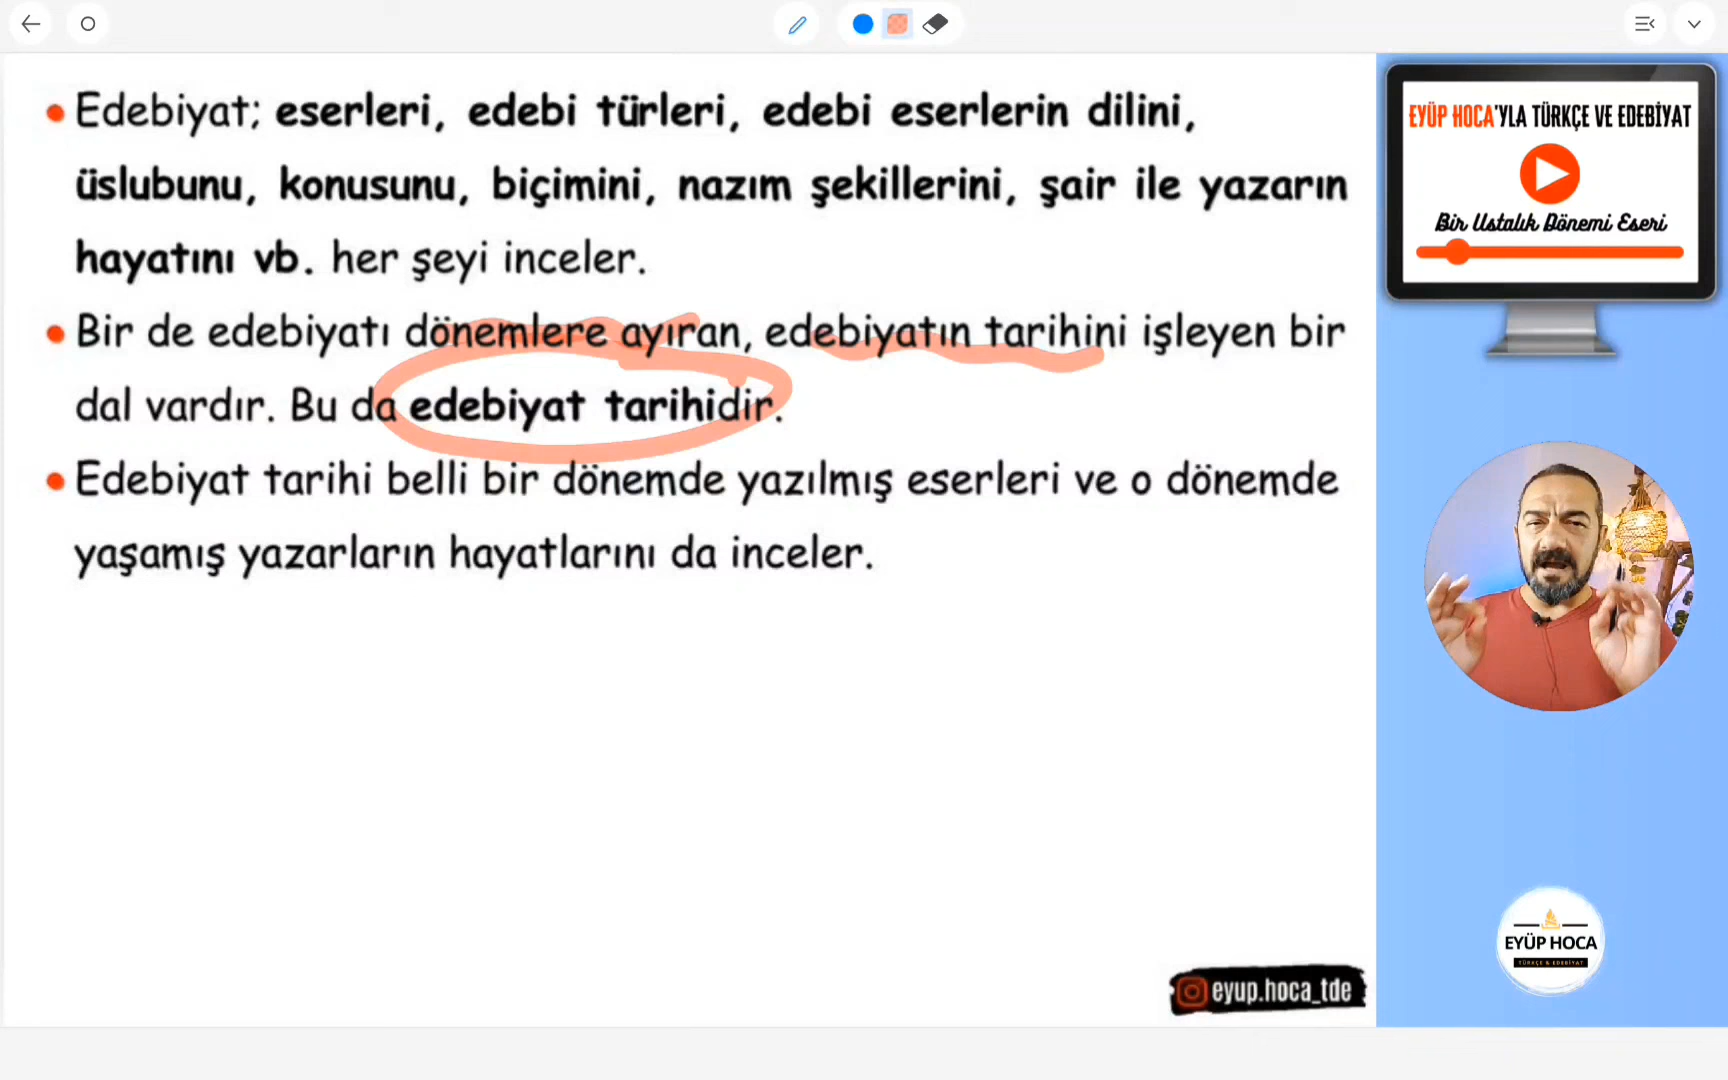 Edebiyat; eserleri, edebi türleri, edebi eserlerin dilini,
üslubunu, konusunu, biçimini, nazım şekillerini, şair ile yazarın
hayatını vb. her şeyi inceler.
Bir de edebiyatı dönemlere ayıran, edebiyatın tarihini işleyen bir
dal vardır. Bu da edebiyat tarihidir.
Edebiyat tarihi belli bir dönemde yazılmış eserleri ve o dönemde
yaşamış yazarların hayatlarını da inceler.
EYÜP HOCA'YLA TÜRKÇE VE EDEBİYAT
Bir Ustalık Dönemi Eseri
EYÜP HOCA
TÜRKÇE & EDEBİYAT
eyup.hoca_tde